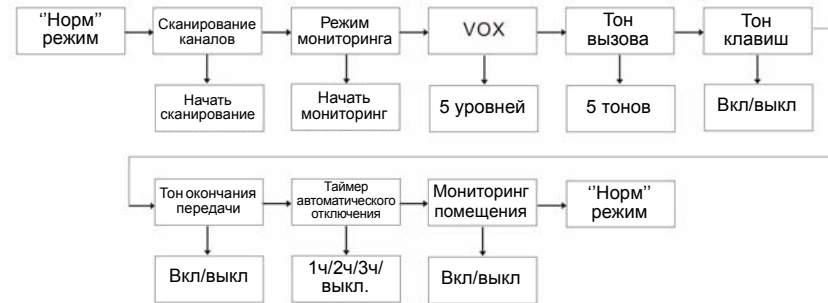 ‘‘Норм’’
режим
Сканирование
каналов
Режим
мониторинга
VOX
Тон
вызова
Тон
клавиш
Начать
сканирование
Начать
мониторинг
5 уровней
5 тонов
Вкл/выкл
Тон окончания
передачи
Таймер
автоматического
отключения
Мониторинг
помещения
‘‘Норм’’
режим
Вкл/выкл
1ч/2ч/3ч/
выкл.
Вкл/выкл